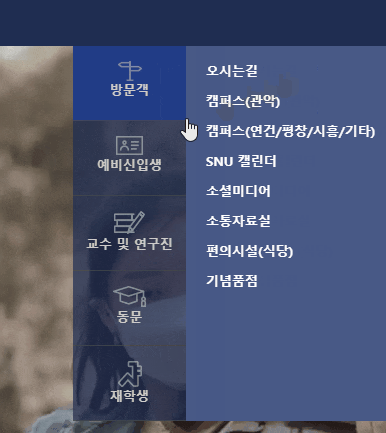 방문객
예비신입생
교수 및 연구진
동문
재학생
오시는길
캠퍼스(관악)
캠퍼스(연건/평창/시흥/기타)
SNU 캘린더
소셜미디어
소통자료실
편의시설(식당)
기념품점